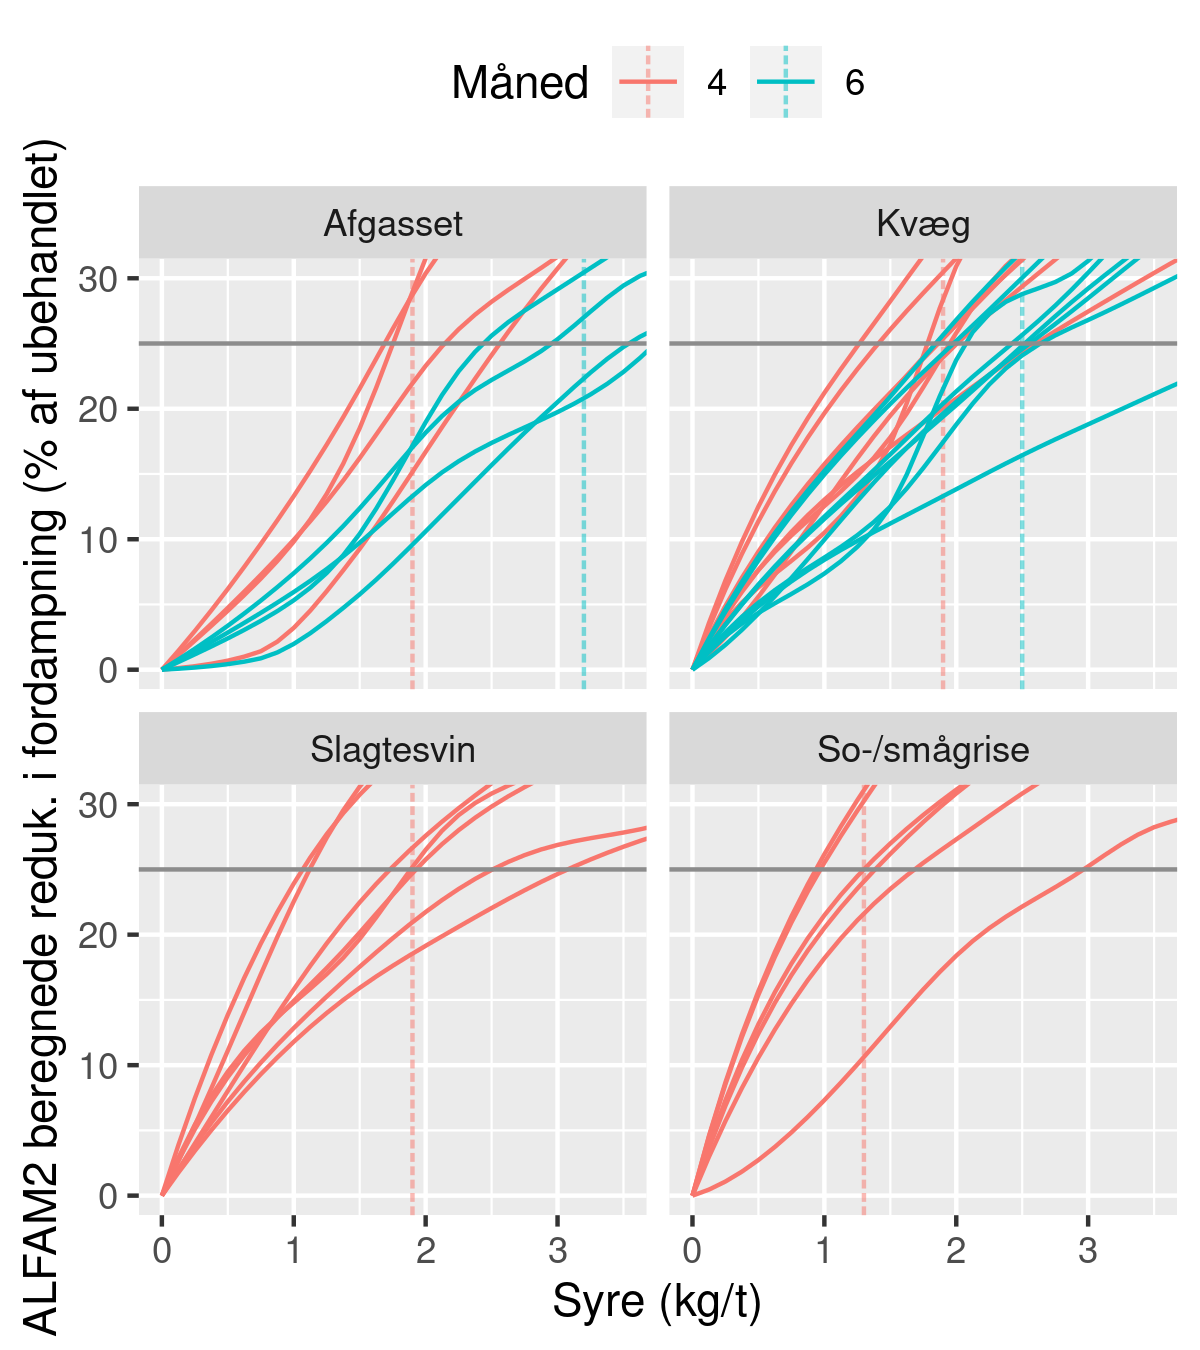 Måned 4 6
ALFAM2 beregnede reduk. i fordampning (% af ubehandlet)
Afgasset
Kvæg
30
20
10
0
Slagtesvin
So-/smågrise
30
20
10
0
0 1 2 3
0 1 2 3
Syre (kg/t)